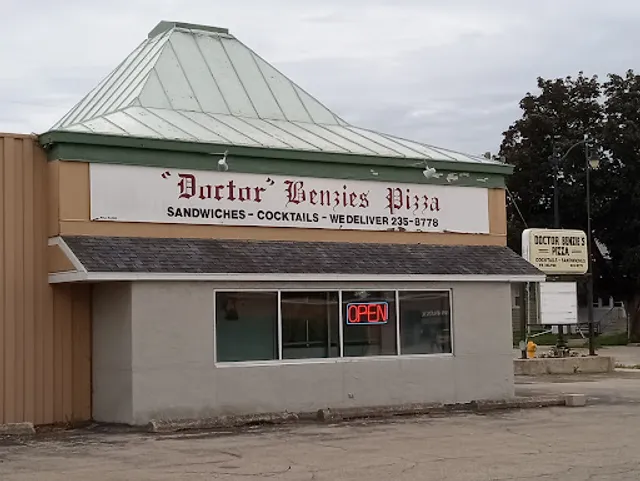 "Doctor" Benzies Pizza
SANDWICHES - COCKTAILS - WE DELIVER 235-8778
OPEN
DOCTOR BENZIE'S
PIZZA
COCKTAILS - SANDWICHES